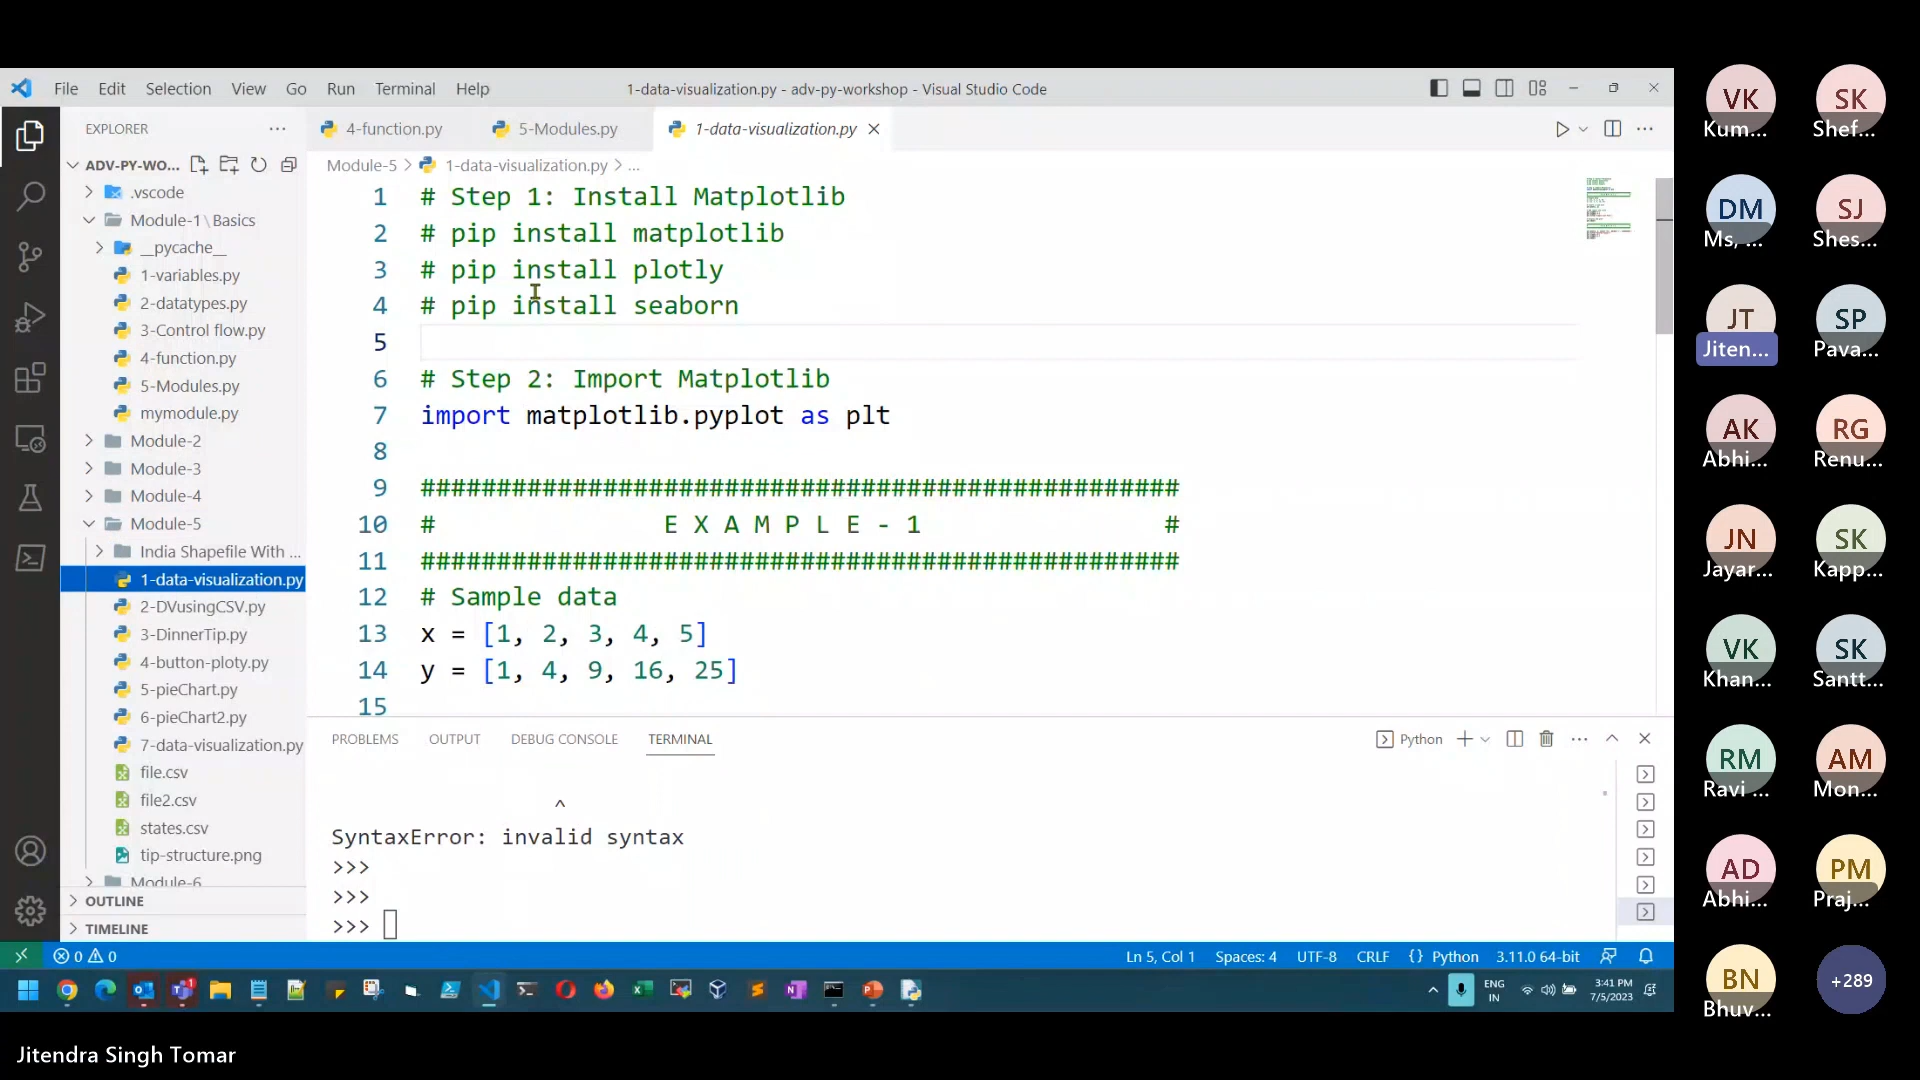 File Edit Selection View Go Run Terminal Help
1-data-visualization.py - adv-py-workshop - Visual Studio Code
EXPLORER
ADV-PY-WO...
.vscode
Module-1\Basics
__pycache__
1-variables.py
2-datatypes.py
3-Control flow.py
4-function.py
5-Modules.py
mymodule.py
Module-2
Module-3
Module-4
Module-5
India Shapefile With ...
1-data-visualization.py
2-DVusingCSV.py
3-DinnerTip.py
4-button-ploty.py
5-pieChart.py
6-pieChart2.py
7-data-visualization.py
file.csv
file2.csv
states.csv
tip-structure.png
Module-6
OUTLINE
TIMELINE
4-function.py 5-Modules.py 1-data-visualization.py
Module-5 > 1-data-visualization.py > ...
1 # Step 1: Install Matplotlib
2 # pip install matplotlib
3 # pip install plotly
4 # pip install seaborn
5
6 # Step 2: Import Matplotlib
7 import matplotlib.pyplot as plt
8
9 ##################################################
10 # E X A M P L E - 1 #
11 ##################################################
12 # Sample data
13 x = [1, 2, 3, 4, 5]
14 y = [1, 4, 9, 16, 25]
15
PROBLEMS OUTPUT DEBUG CONSOLE TERMINAL
Python
^
SyntaxError: invalid syntax
>>>
>>>
>>>
0 0
Ln 5, Col 1 Spaces: 4 UTF-8 CRLF {} Python 3.11.0 64-bit
ENG
IN
3:41 PM
7/5/2023
VK SK
Kum... Shef...
DM SJ
Ms, ... Shes...
JT SP
Jiten... Pava...
AK RG
Abhi... Renu...
JN SK
Jayar... Kapp...
VK SK
Khan... Santt...
RM AM
Ravi ... Mon...
AD PM
Abhi... Praj...
BN +289
Bhuv...
Jitendra Singh Tomar